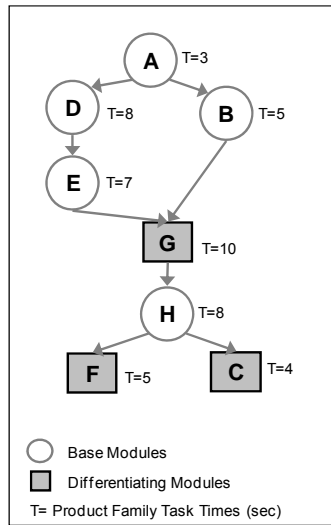 A T=3
D T=8
B T=5
E T=7
G T=10
H T=8
F T=5
C T=4
Base Modules
Differentiating Modules
T= Product Family Task Times (sec)